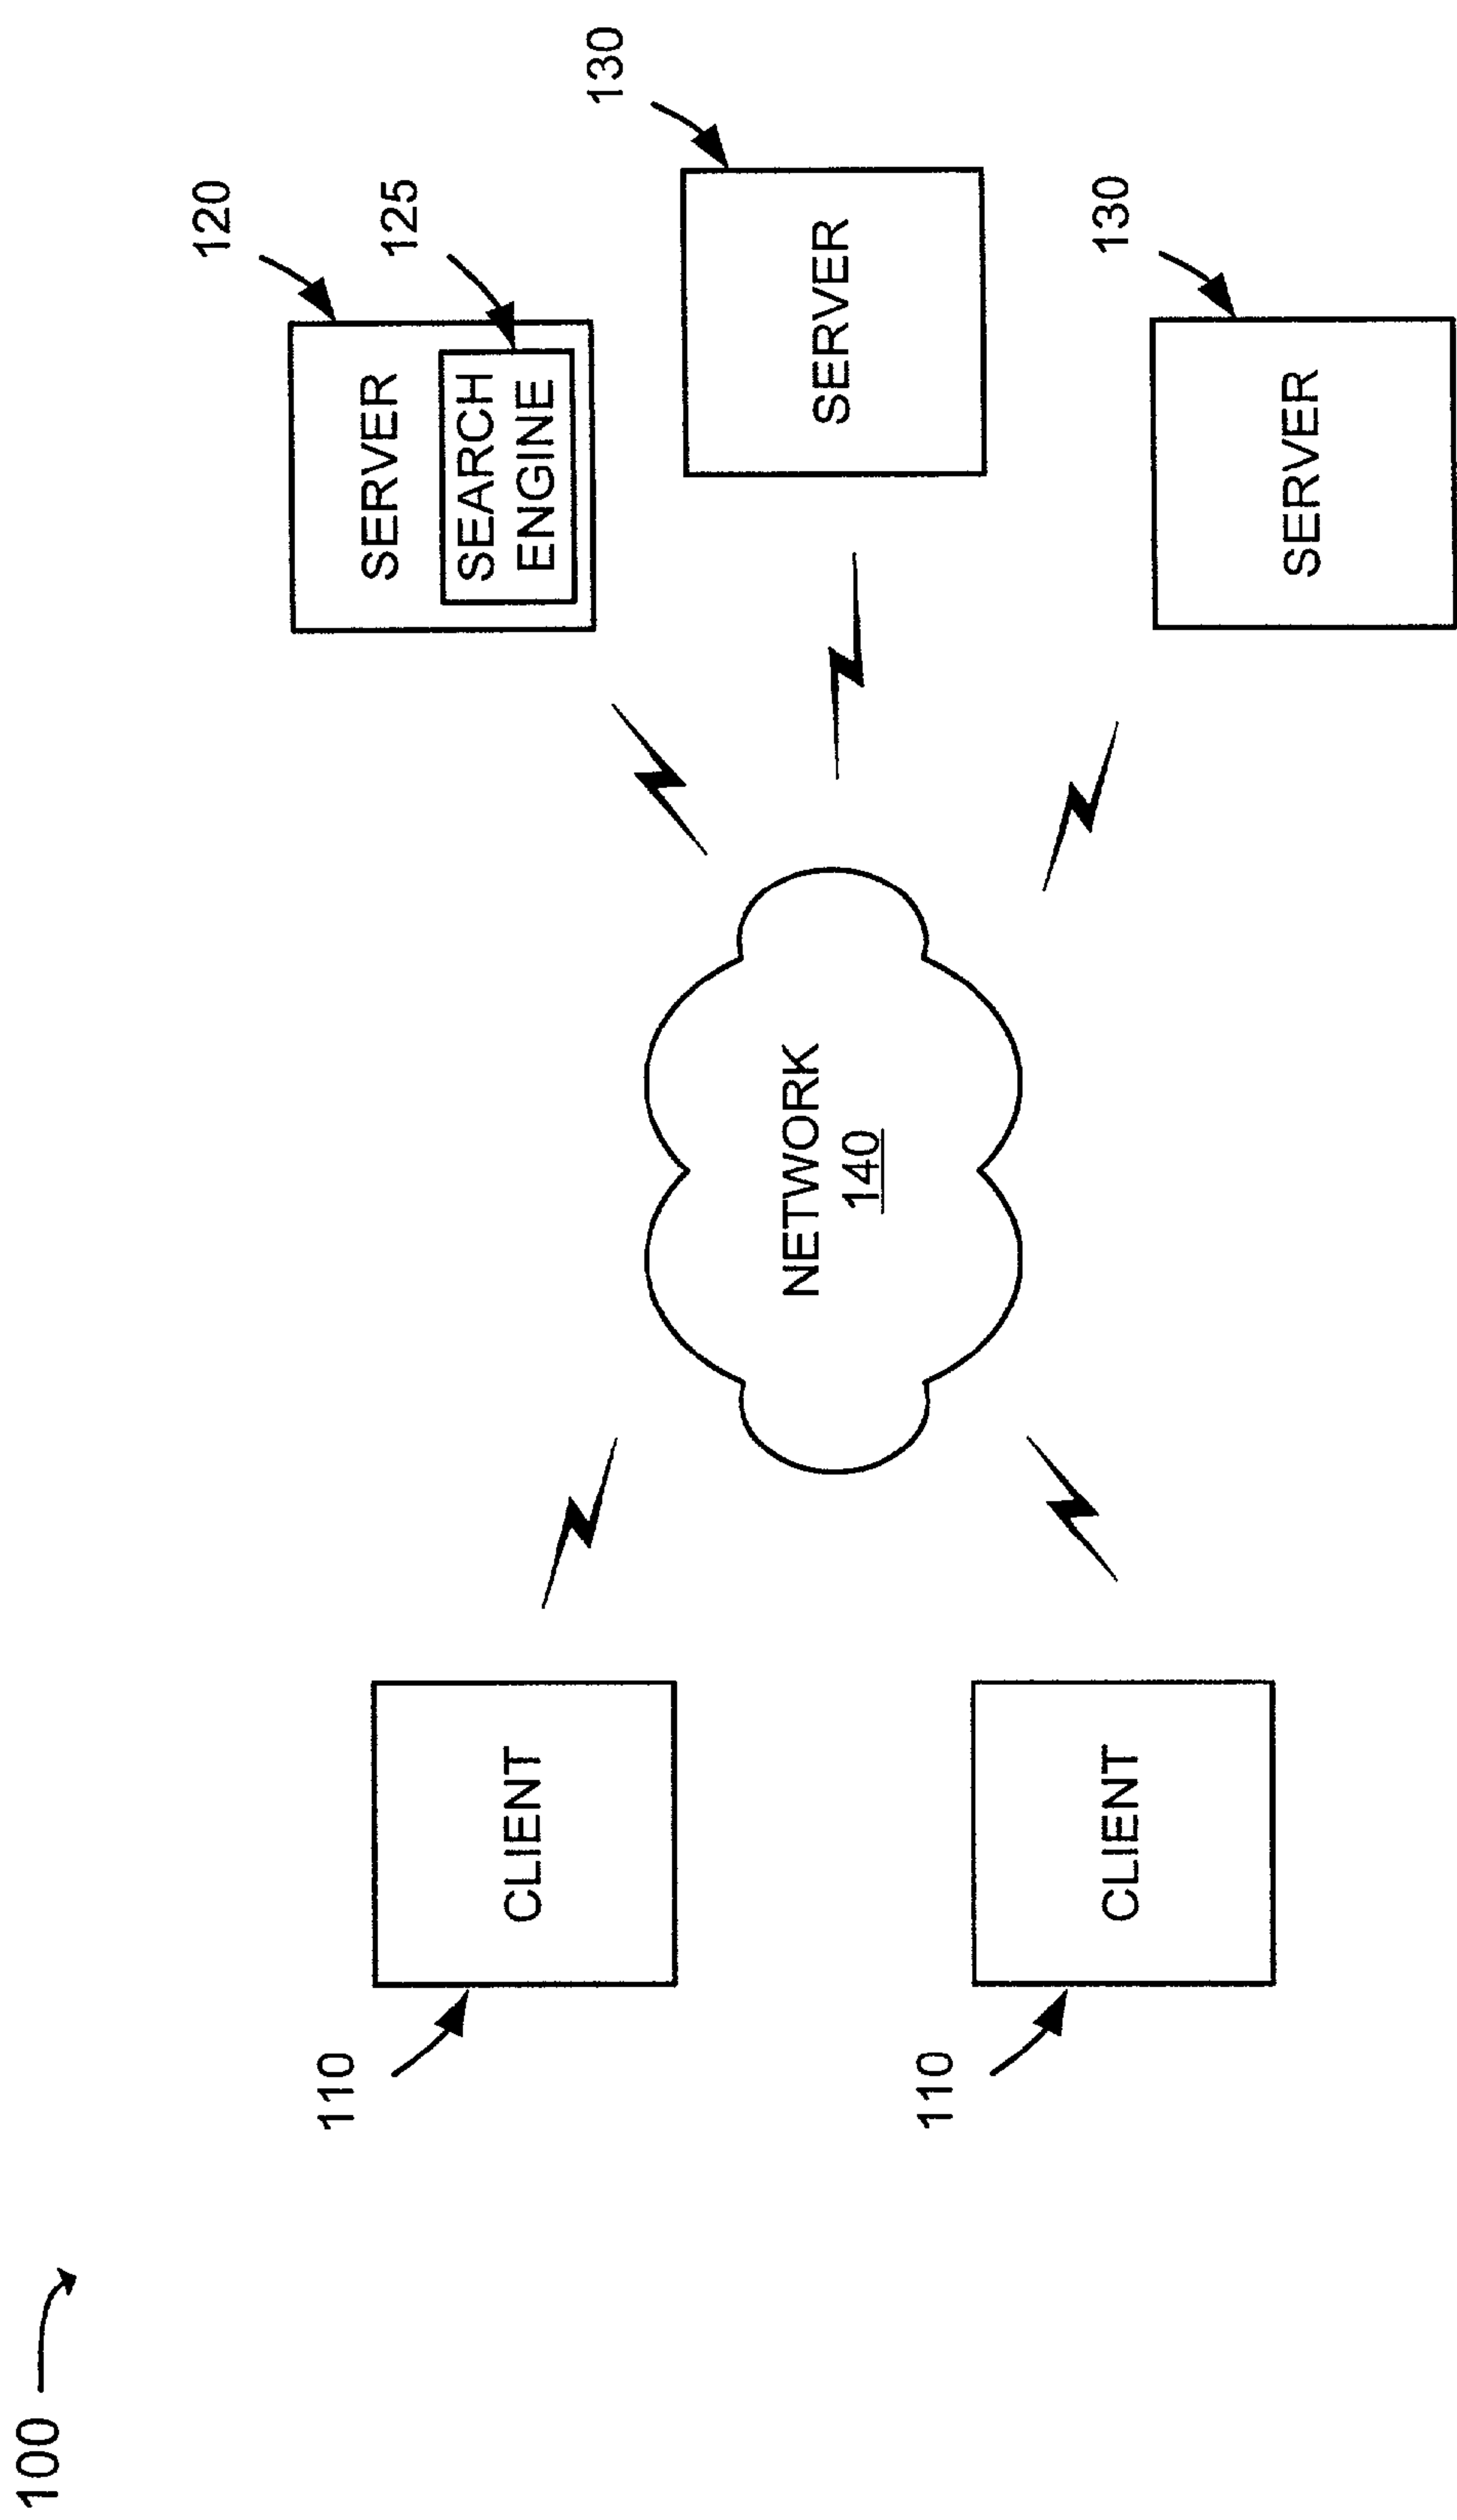 100
110
CLIENT
110
CLIENT
NETWORK
140
120
SERVER
125
SEARCH
ENGINE
130
SERVER
130
SERVER